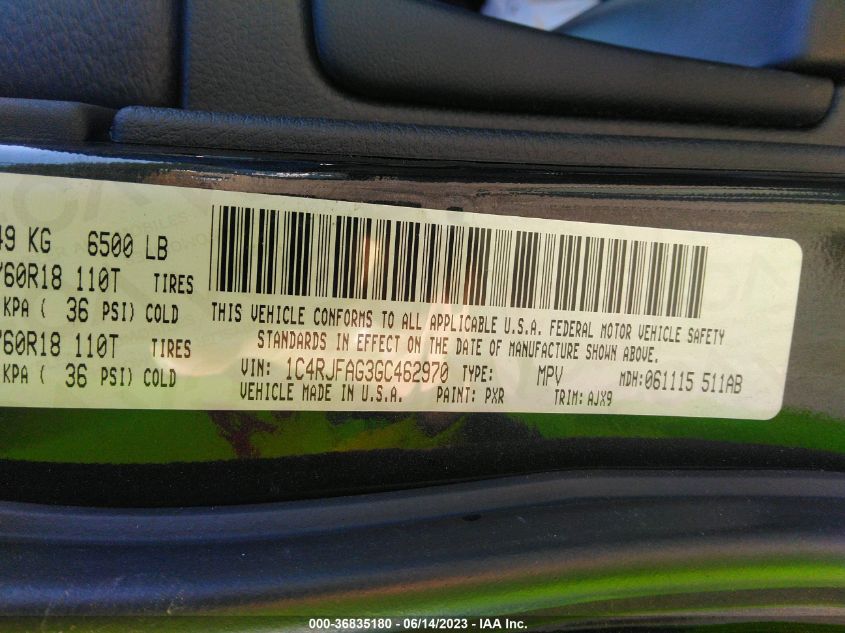 49 KG 6500 LB
/60R18 110T TIRES
KPA ( 36 PSI) COLD
/60R18 110T TIRES
KPA ( 36 PSI) COLD
THIS VEHICLE CONFORMS TO ALL APPLICABLE U.S.A. FEDERAL MOTOR VEHICLE SAFETY
STANDARDS IN EFFECT ON THE DATE OF MANUFACTURE SHOWN ABOVE.
VIN: 1C4RJFAG3GC462970 TYPE: MPV MDH:061115 511AB
VEHICLE MADE IN U.S.A. PAINT: PXR TRIM: AJX9
000-36835180 - 06/14/2023 - IAA Inc.